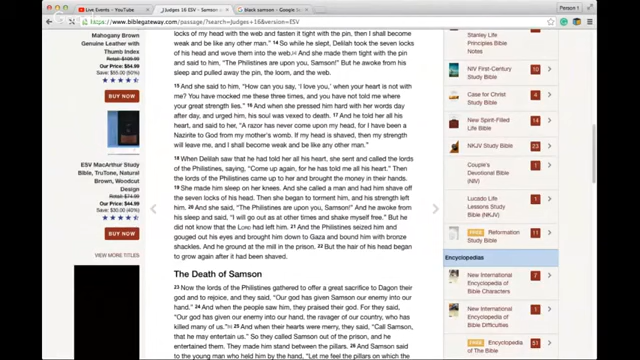 Live Events - YouTube
Judges 16 ESV
black samson - Google Se
Person 1
https://www.biblegateway.com/passage/?search=Judges+16&version=ESV
Mahogany Brown
Genuine Leather with
Thumb Index
Our Price: $54.99
Save: $55.00 (50%)
BUY NOW
ESV MacArthur Study
Bible, TruTone, Natural
Brown, Woodcut
Design
Retail: $74.99
Our Price: $44.99
Save: $30.00 (40%)
BUY NOW
VIEW MORE TITLES
locks of my head with the web and fasten it tight with the pin, then I shall become
weak and be like any other man." 14 So while he slept, Delilah took the seven locks
of his head and wove them into the web. And she made them tight with the pin
and said to him, "The Philistines are upon you, Samson!" But he awoke from his
sleep and pulled away the pin, the loom, and the web.
15 And she said to him, "How can you say, 'I love you,' when your heart is not with
me? You have mocked me these three times, and you have not told me where
your great strength lies." 16 And when she pressed him hard with her words day
after day, and urged him, his soul was vexed to death. 17 And he told her all his
heart, and said to her, "A razor has never come upon my head, for I have been a
Nazirite to God from my mother's womb. If my head is shaved, then my strength
will leave me, and I shall become weak and be like any other man."
18 When Delilah saw that he had told her all his heart, she sent and called the lords
of the Philistines, saying, "Come up again, for he has told me all his heart." Then
the lords of the Philistines came up to her and brought the money in their hands.
19 She made him sleep on her knees. And she called a man and had him shave off
the seven locks of his head. Then she began to torment him, and his strength left
him. 20 And she said, "The Philistines are upon you, Samson!" And he awoke from
his sleep and said, "I will go out as at other times and shake myself free." But he
did not know that the LORD had left him. 21 And the Philistines seized him and
gouged out his eyes and brought him down to Gaza and bound him with bronze
shackles. And he ground at the mill in the prison. 22 But the hair of his head began
to grow again after it had been shaved.
The Death of Samson
23 Now the lords of the Philistines gathered to offer a great sacrifice to Dagon their
god and to rejoice, and they said, "Our god has given Samson our enemy into our
hand." 24 And when the people saw him, they praised their god. For they said,
"Our god has given our enemy into our hand, the ravager of our country, who has
killed many of us." 25 And when their hearts were merry, they said, "Call Samson,
that he may entertain us." So they called Samson out of the prison, and he
entertained them. They made him stand between the pillars. 26 And Samson said
to the young man who held him by the hand, "Let me feel the pillars on which the
Stanley Life
Principles Bible
Notes
NIV First-Century
Study Bible
10
Case for Christ
Study Bible
4
New Spirit-Filled
Life Bible
14
NKJV Study Bible
23
Couple's
Devotional Bible
(NIV)
Lucado Life
Lessons Study
Bible (NKJV)
FREE Reformation
Study Bible
11
Encyclopedias
New International
Encyclopedia of
Bible Characters
7
New International
Encyclopedia of
Bible Difficulties
1
FREE Encyclopedia
of The Bible
51